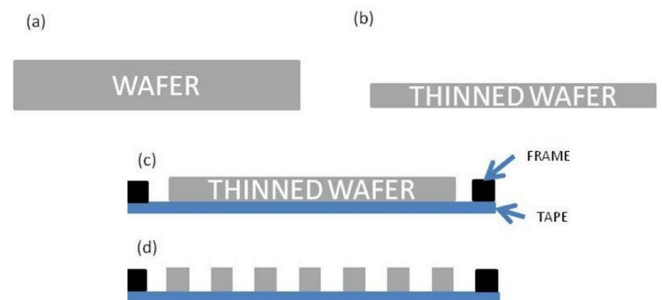 (a)
(b)
WAFER
THINNED WAFER
(c)
FRAME
THINNED WAFER
TAPE
(d)